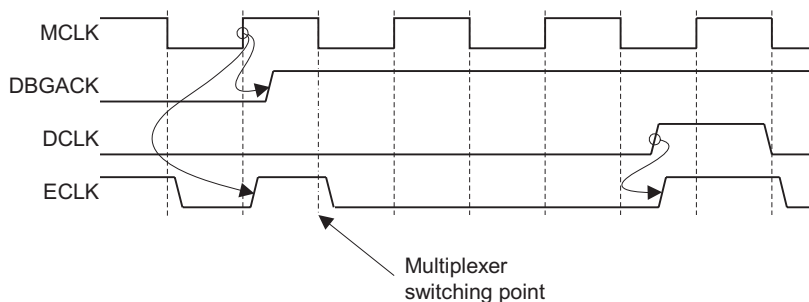 MCLK
DBGACK
DCLK
ECLK
Multiplexer
switching point